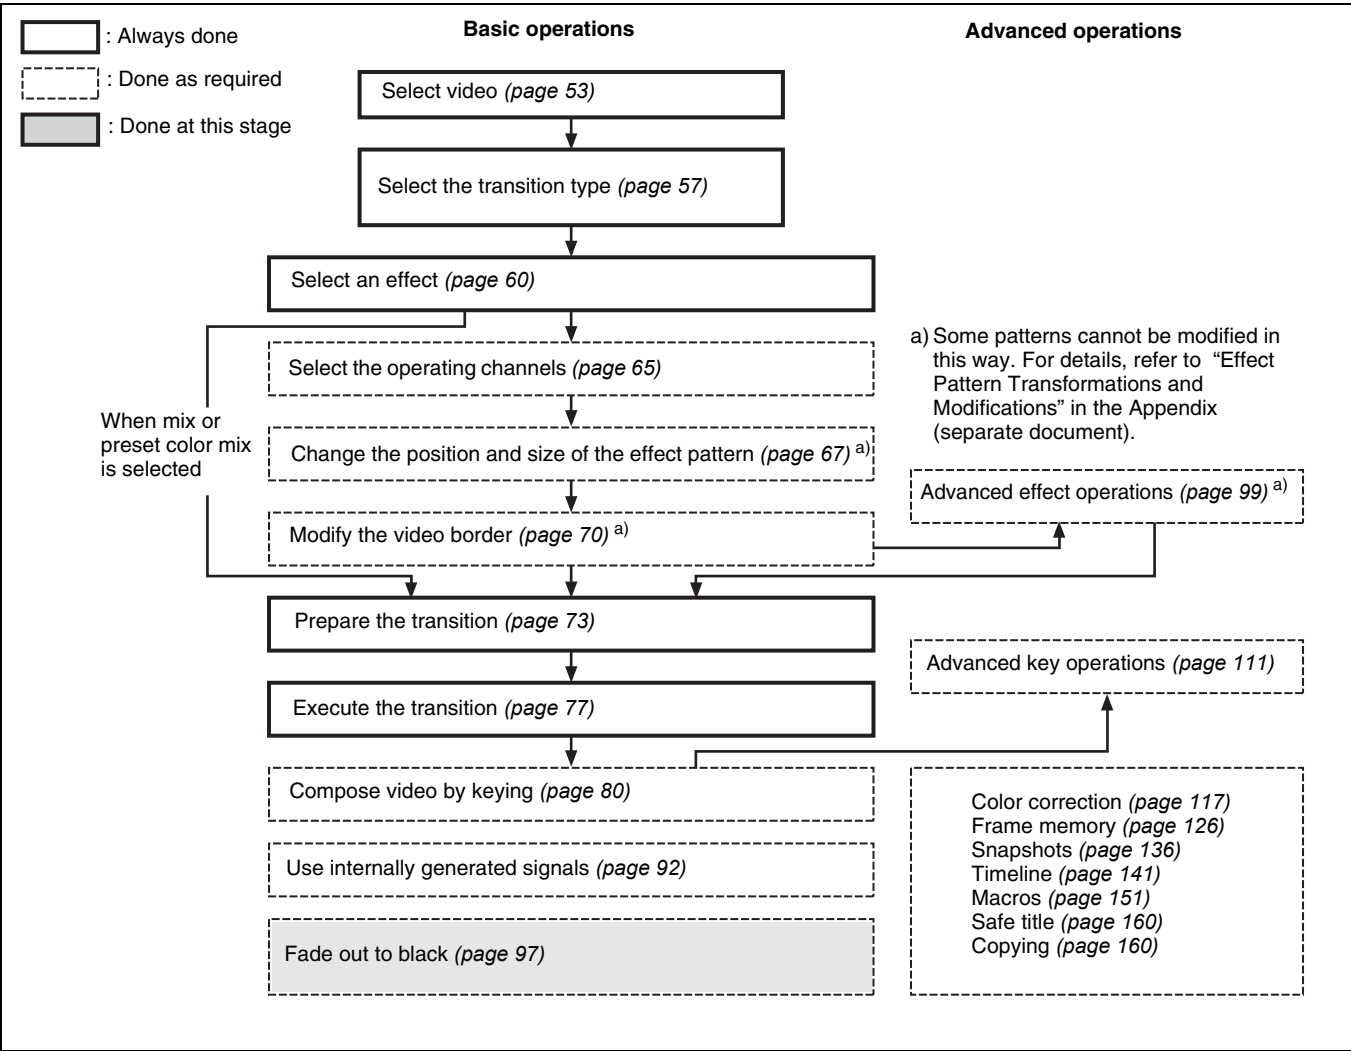 Basic operations
Advanced operations
: Always done
: Done as required
: Done at this stage
Select video (page 53)
Select the transition type (page 57)
Select an effect (page 60)
Select the operating channels (page 65)
When mix or
preset color mix
is selected
Change the position and size of the effect pattern (page 67) a)
Modify the video border (page 70) a)
a) Some patterns cannot be modified in
this way. For details, refer to “Effect
Pattern Transformations and
Modifications” in the Appendix
(separate document).
Advanced effect operations (page 99) a)
Prepare the transition (page 73)
Execute the transition (page 77)
Advanced key operations (page 111)
Compose video by keying (page 80)
Use internally generated signals (page 92)
Fade out to black (page 97)
Color correction (page 117)
Frame memory (page 126)
Snapshots (page 136)
Timeline (page 141)
Macros (page 151)
Safe title (page 160)
Copying (page 160)